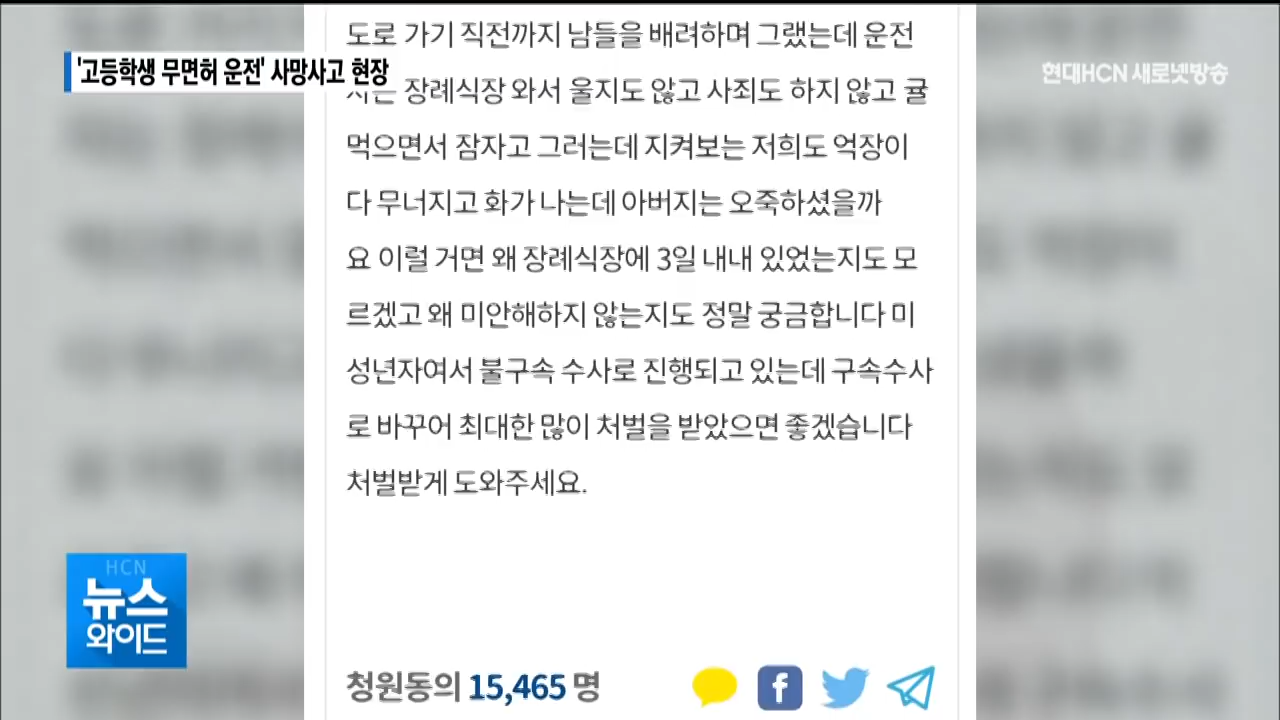 도로 가기 직전까지 남들을 배려하며 그랬는데 운전
'고등학생 무면허 운전' 사망사고 현장
현대HCN 새로넷방송
장례식장 와서 울지도 않고 사죄도 하지 않고 귤
먹으면서 잠자고 그러는데 지켜보는 저희도 억장이
다 무너지고 화가 나는데 아버지는 오죽하셨을까
요 이럴 거면 왜 장례식장에 3일 내내 있었는지도 모
르겠고 왜 미안해하지 않는지도 정말 궁금합니다 미
성년자여서 불구속 수사로 진행되고 있는데 구속수사
로 바꾸어 최대한 많이 처벌을 받았으면 좋겠습니다
처벌받게 도와주세요.
HCN
뉴스
와이드
청원동의 15,465 명